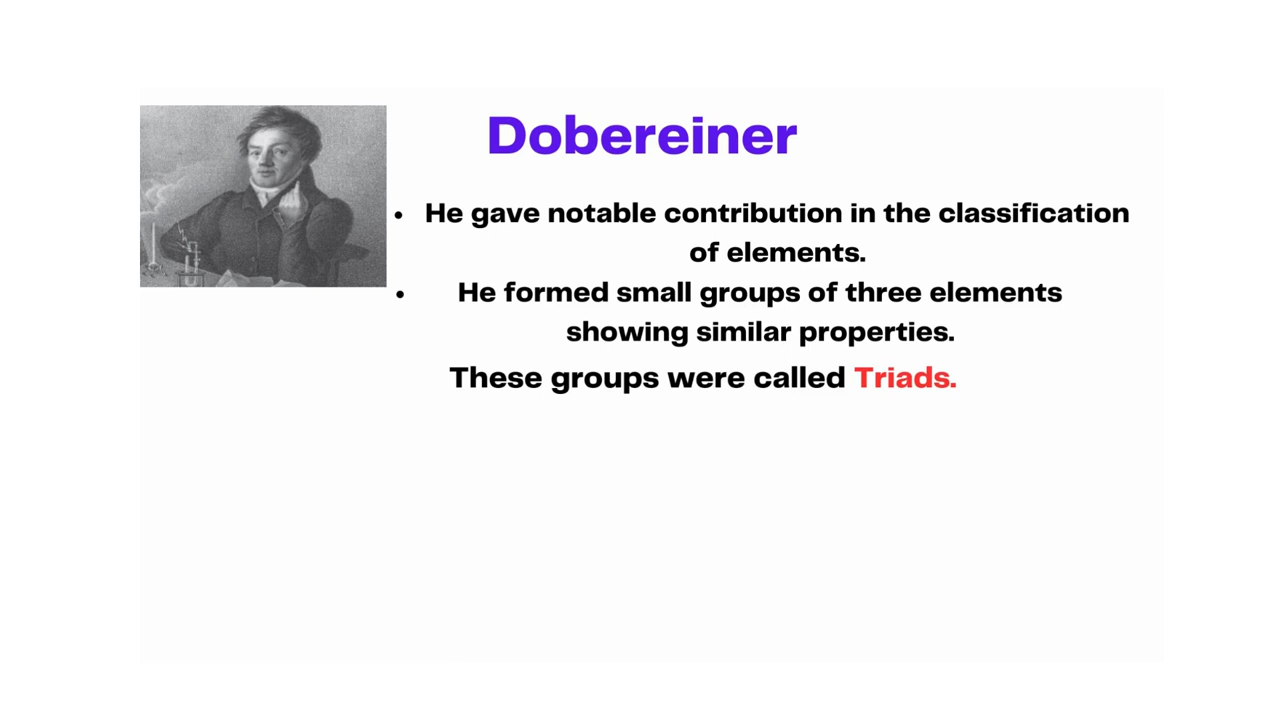 Dobereiner
• He gave notable contribution in the classification
of elements.
• He formed small groups of three elements
showing similar properties.
These groups were called Triads.